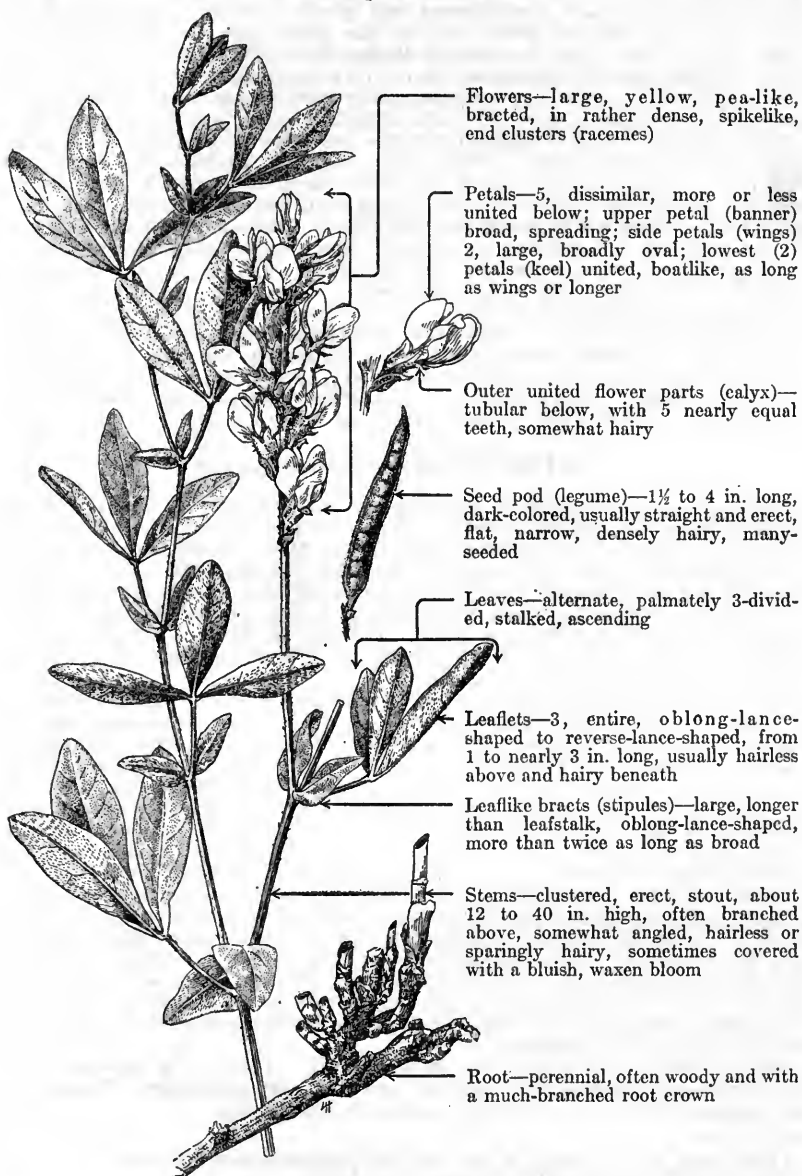 Flowers—large, yellow, pea-like,
bracted, in rather dense, spikelike,
end clusters (racemes)
Petals—5, dissimilar, more or less
united below; upper petal (banner)
broad, spreading; side petals (wings)
2, large, broadly oval; lowest (2)
petals (keel) united, boatlike, as long
as wings or longer
Outer united flower parts (calyx)—
tubular below, with 5 nearly equal
teeth, somewhat hairy
Seed pod (legume)—1½ to 4 in. long,
dark-colored, usually straight and erect,
flat, narrow, densely hairy, many-
seeded
Leaves—alternate, palmately 3-divid-
ed, stalked, ascending
Leaflets—3, entire, oblong-lance-
shaped to reverse-lance-shaped, from
1 to nearly 3 in. long, usually hairless
above and hairy beneath
Leaflike bracts (stipules)—large, longer
than leafstalk, oblong-lance-shaped,
more than twice as long as broad
Stems—clustered, erect, stout, about
12 to 40 in. high, often branched
above, somewhat angled, hairless or
sparingly hairy, sometimes covered
with a bluish, waxen bloom
Root—perennial, often woody and with
a much-branched root crown